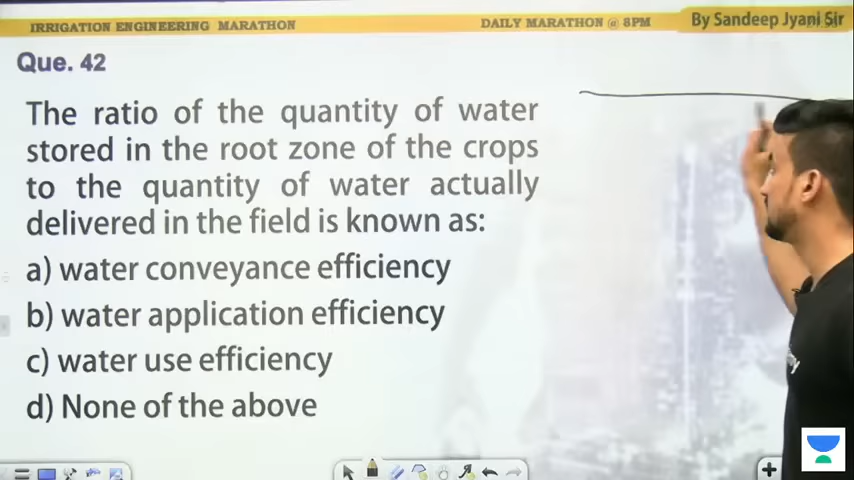 IRRIGATION ENGINEERING MARATHON
DAILY MARATHON @ 8PM
By Sandeep Jyani Sir
Que. 42
The ratio of the quantity of water
stored in the root zone of the crops
to the quantity of water actually
delivered in the field is known as:
a) water conveyance efficiency
b) water application efficiency
c) water use efficiency
d) None of the above